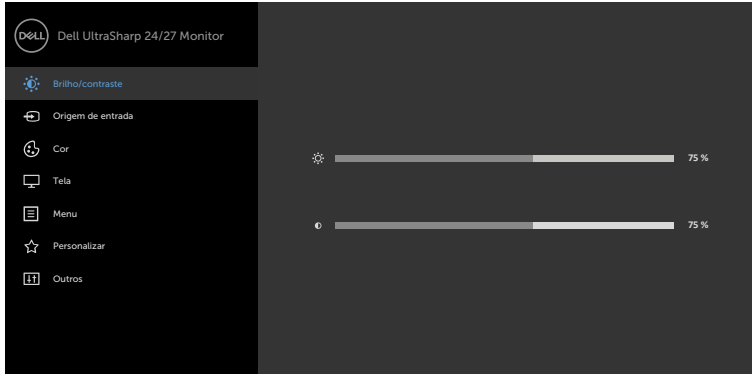 DELL
Dell UltraSharp 24/27 Monitor
Brilho/contraste
Origem de entrada
Cor
75 %
Tela
Menu
75 %
Personalizar
Outros